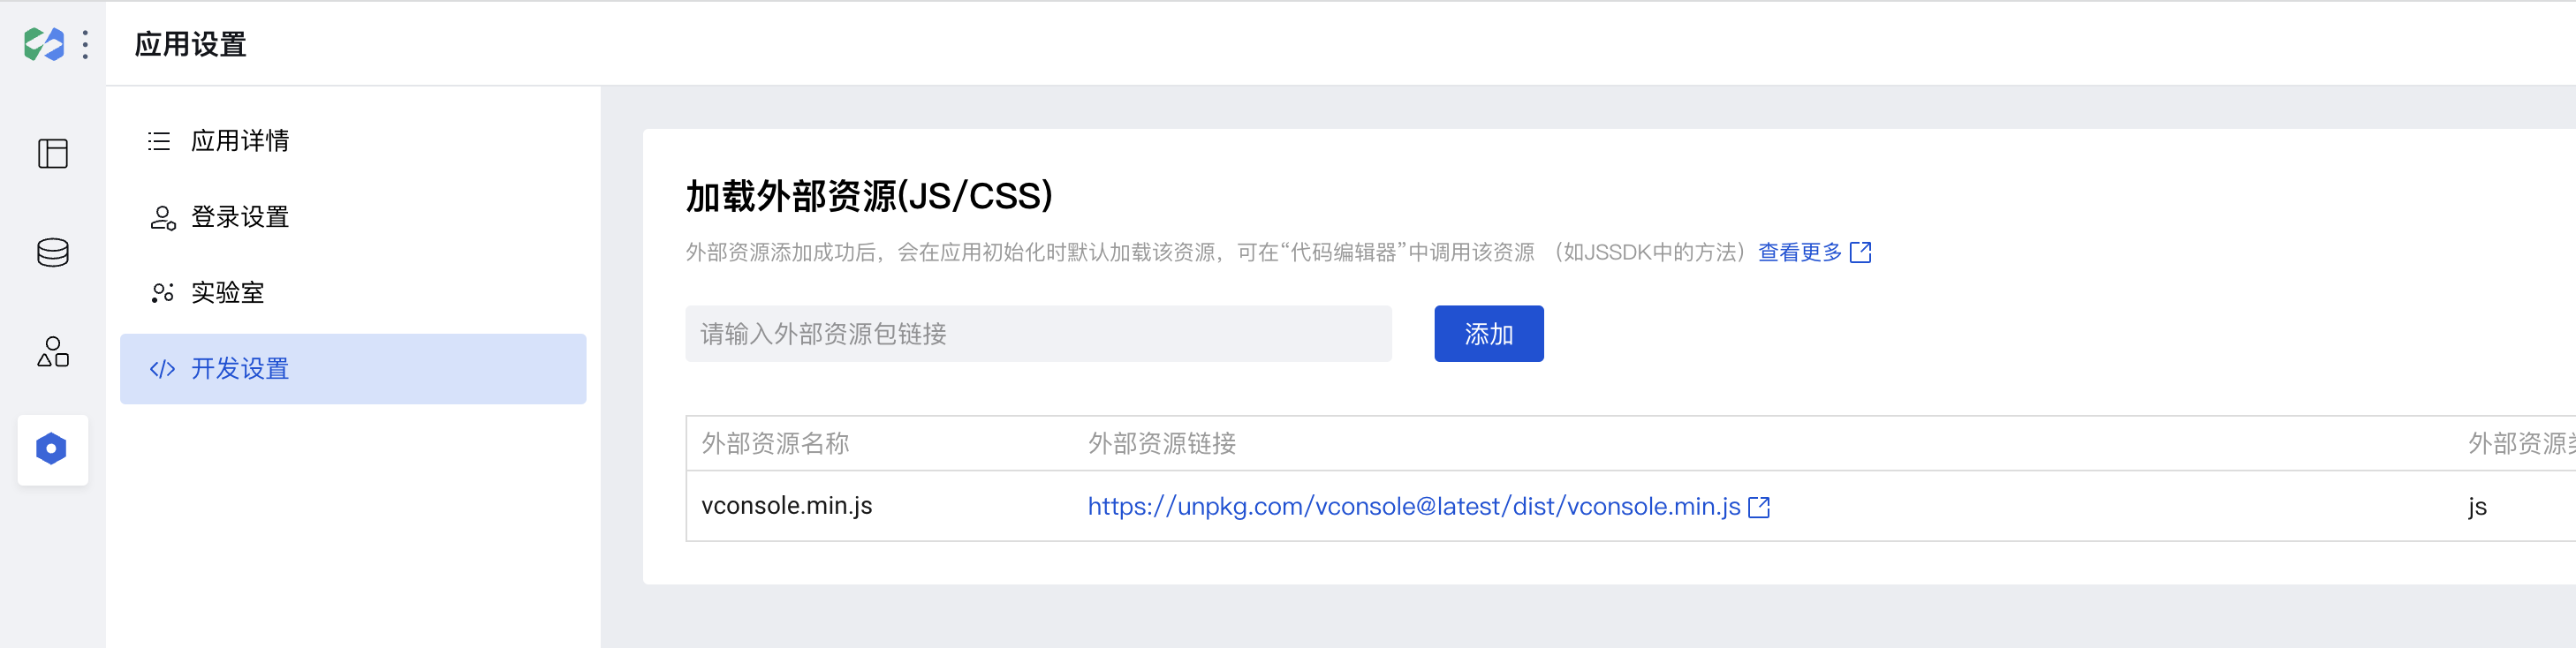 应用设置
应用详情
登录设置
实验室
开发设置
加载外部资源(JS/CSS)
外部资源添加成功后，会在应用初始化时默认加载该资源，可在“代码编辑器”中调用该资源 （如JSSDK中的方法）查看更多
请输入外部资源包链接
添加
外部资源名称 外部资源链接 外部资源
vconsole.min.js https://unpkg.com/vconsole@latest/dist/vconsole.min.js js